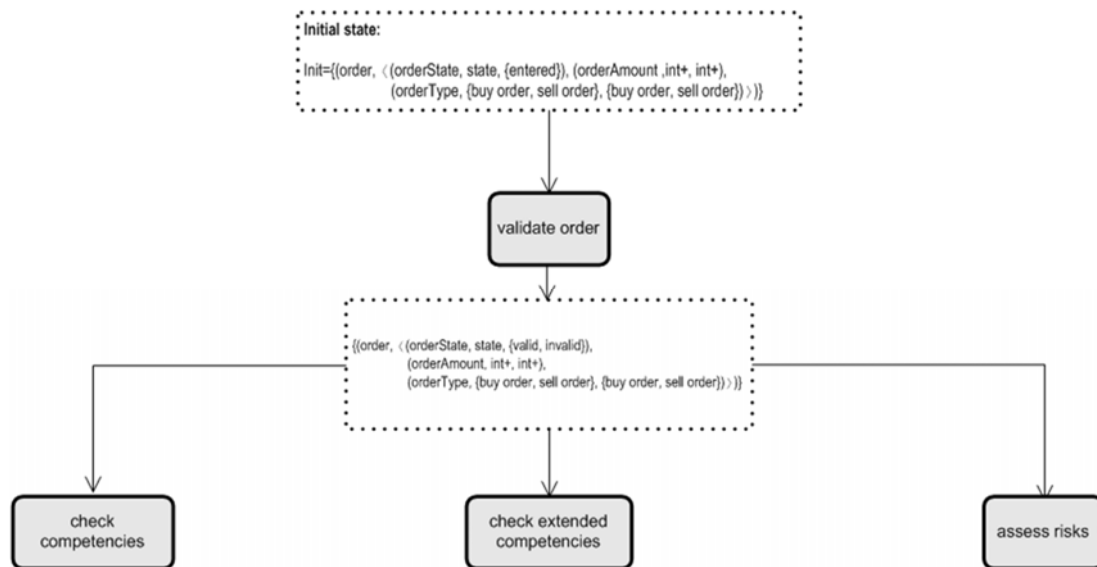 Initial state:
Init={(order, 〈 (orderState, state, {entered}), (orderAmount ,int+, int+),
(orderType, {buy order, sell order}, {buy order, sell order}) 〉 )}
validate order
{(order, 〈 (orderState, state, {valid, invalid}),
(orderAmount, int+, int+),
(orderType, {buy order, sell order}, {buy order, sell order}) 〉 )}
check
competencies
check extended
competencies
assess risks